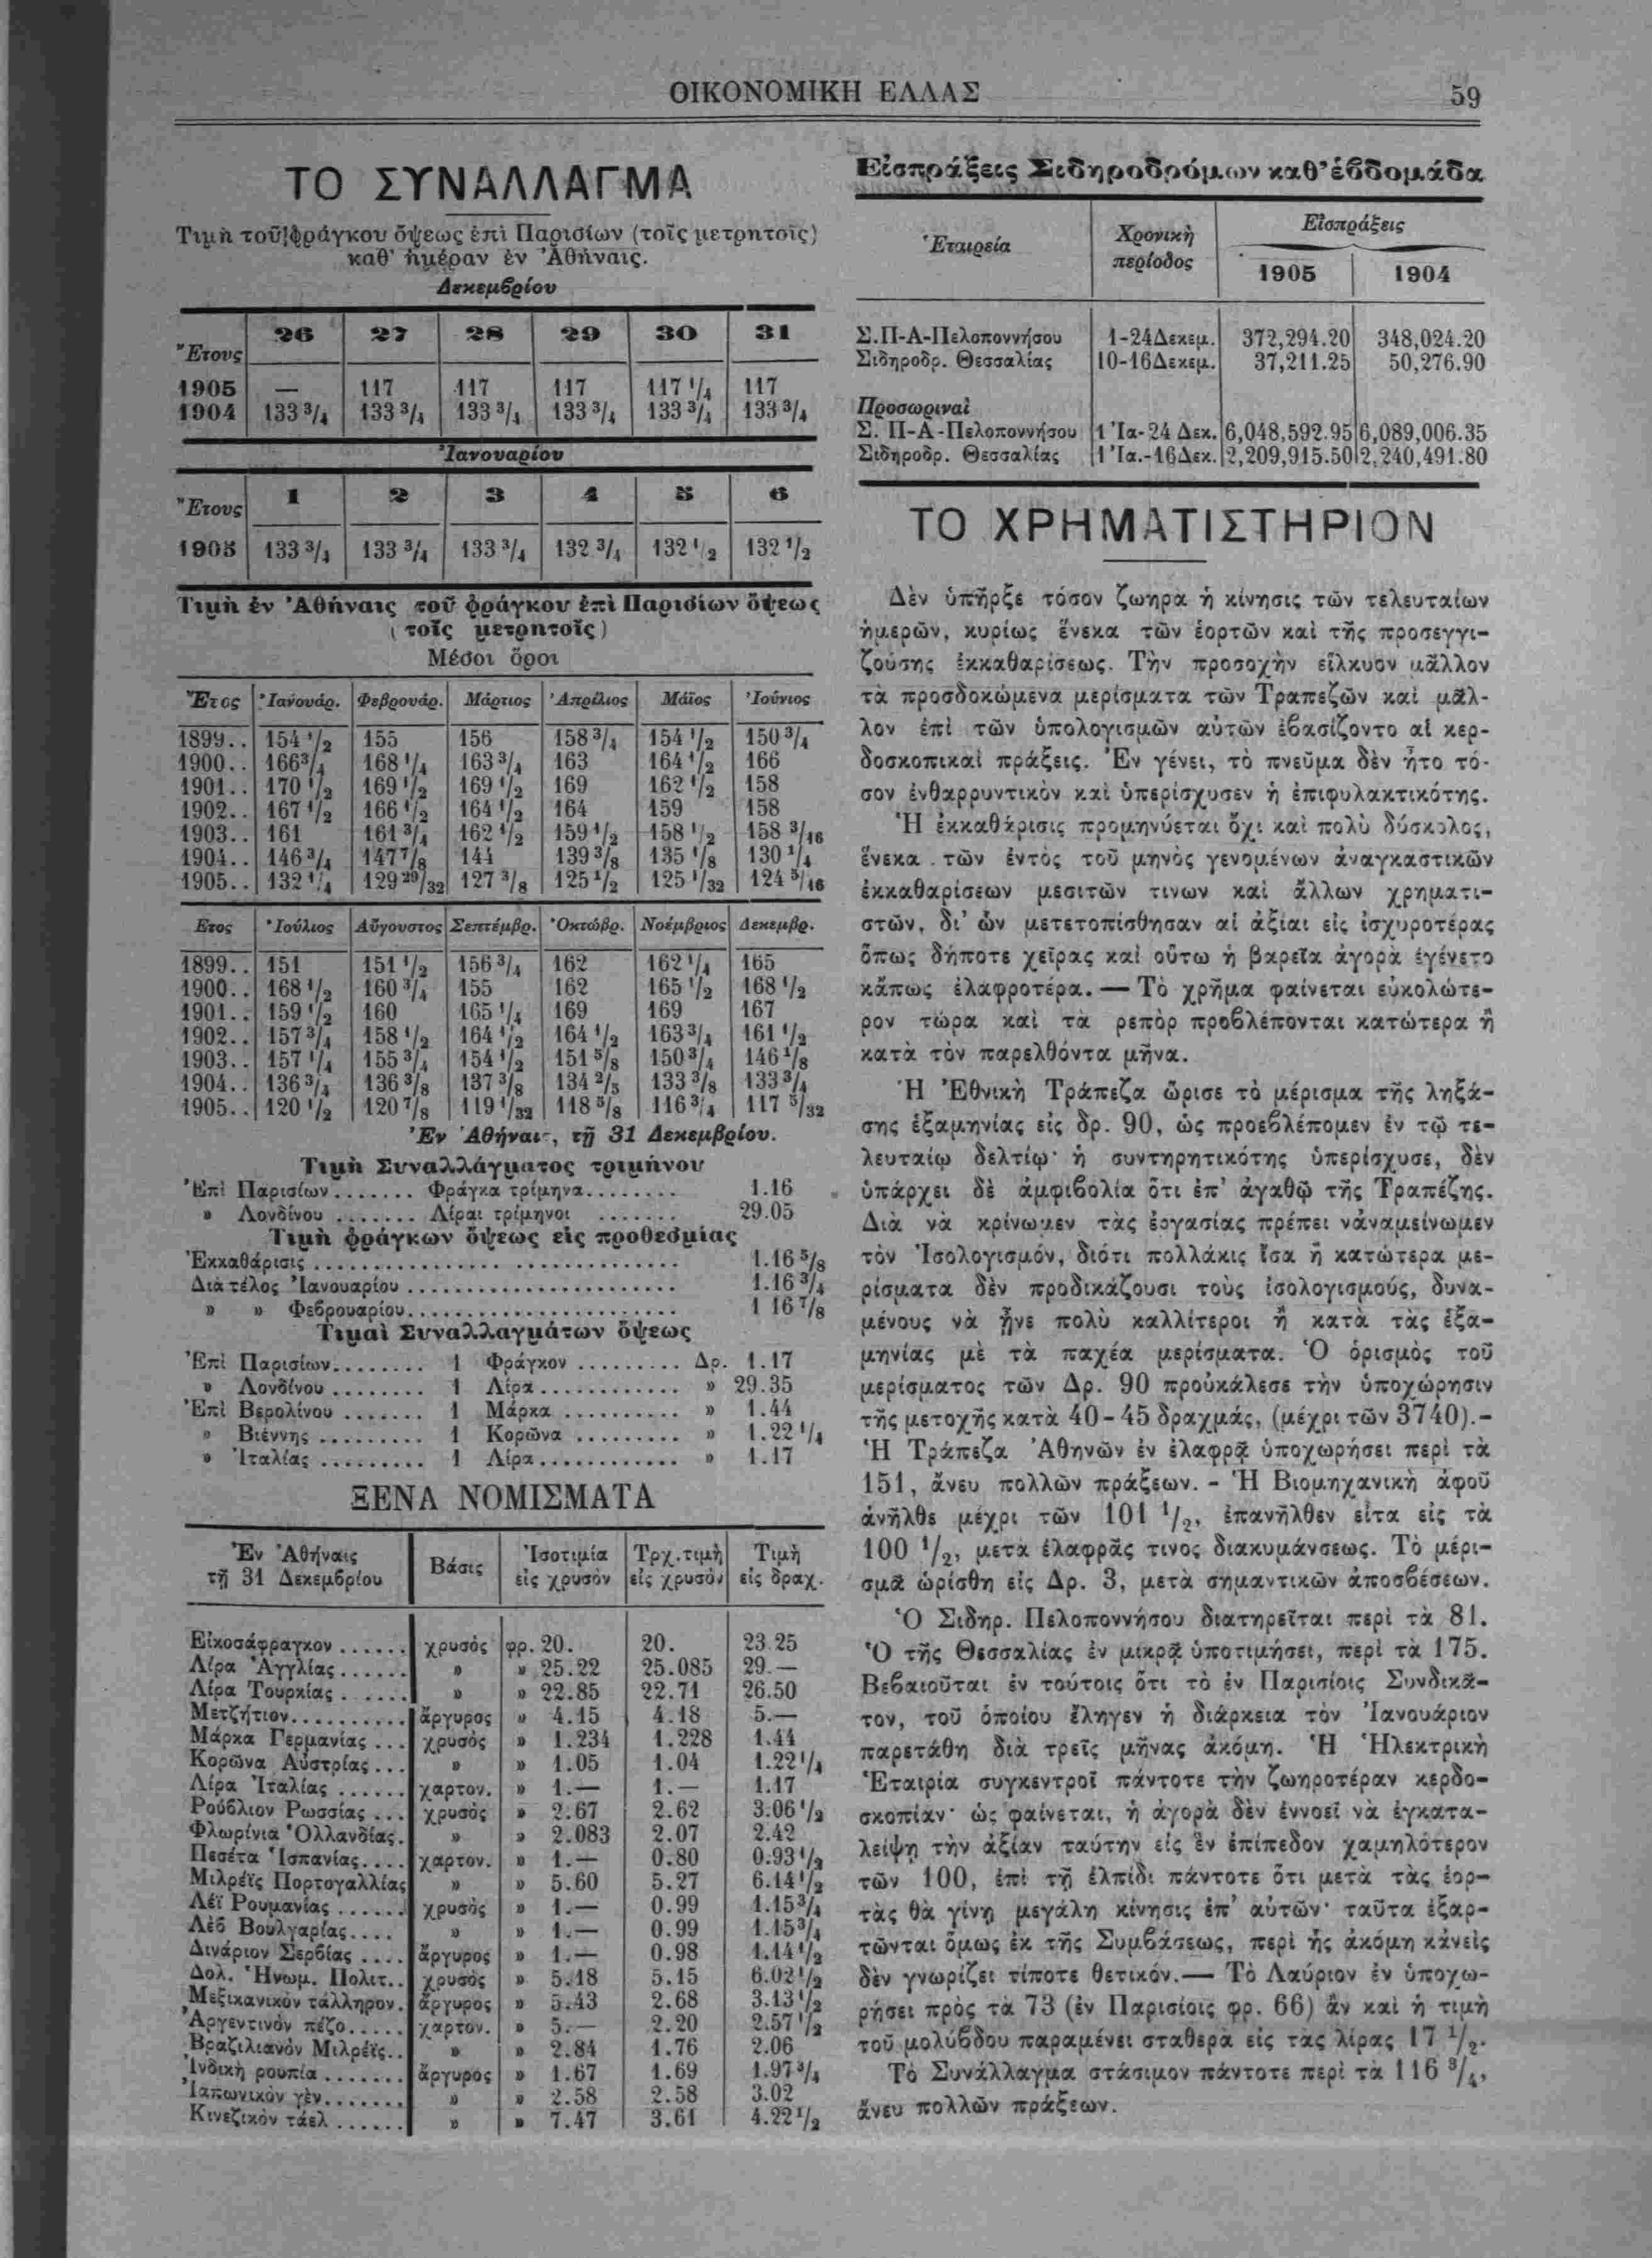 ΟΙΚΟΝΟΜΙΚΗ ΕΛΛΑΣ 59
ΤΟ ΣΥΝΑΛΛΑΓΜΑ
Τιμὴ τοῦ φράγκου ὄψεως ἐπὶ Παρισίων (τοῖς μετρητοῖς)
καθ' ἡμέραν ἐν Ἀθήναις.
Δεκεμβρίου
Ἔτους 26 27 28 29 30 31
1905 — 117 117 117 117 1/4 117
1904 133 3/4 133 3/4 133 3/4 133 3/4 133 3/4 133 3/4
Ἰανουαρίου
Ἔτους 1 2 3 4 5 6
1905 133 3/4 133 3/4 133 3/4 132 3/4 132 1/2 132 1/2
Τιμὴ ἐν Ἀθήναις τοῦ φράγκου ἐπὶ Παρισίων ὄψεως
(τοῖς μετρητοῖς)
Μέσοι ὅροι
Ἔτος Ἰανουάρ. Φεβρουάρ. Μάρτιος Ἀπρίλιος Μάϊος Ἰούνιος
1899.. 154 1/2 155 156 158 3/4 154 1/2 150 3/4
1900.. 166 3/4 168 1/4 163 3/4 163 164 1/2 166
1901.. 170 1/2 169 1/2 169 1/2 169 162 1/2 158
1902.. 167 1/2 166 1/2 164 1/2 164 159 158
1903.. 161 161 3/4 162 1/2 159 1/2 158 1/2 158 3/16
1904.. 146 3/4 147 7/8 144 139 3/8 135 1/8 130 1/4
1905.. 132 1/4 129 29/32 127 3/8 125 1/2 125 1/32 124 5/16
Ετος Ἰούλιος Αὔγουστος Σεπτέμβρ. Ὀκτώβρ. Νοέμβριος Δεκεμβρ.
1899.. 151 151 1/2 156 3/4 162 162 1/4 165
1900.. 168 1/2 160 3/4 155 162 165 1/2 168 1/2
1901.. 159 1/2 160 165 1/4 169 169 167
1902.. 157 3/4 158 1/2 164 1/2 164 1/2 163 3/4 161 1/2
1903.. 157 1/4 155 3/4 154 1/2 151 5/8 150 3/4 146 1/8
1904.. 136 3/4 136 3/8 137 3/8 134 2/5 133 3/8 133 3/4
1905.. 120 1/2 120 7/8 119 1/32 118 5/8 116 3/4 117 5/32
Ἐν Ἀθήναις, τῇ 31 Δεκεμβρίου.
Τιμὴ Συναλλάγματος τριμήνου
Ἐπὶ Παρισίων....... Φράγκα τρίμηνα........ 1.16
» Λονδίνου ....... Λίραι τρίμηνοι ....... 29.05
Τιμὴ φράγκων ὄψεως εἰς προθεσμίας
Ἐκκαθάρισις .............................. 1.16 5/8
Διὰ τέλος Ἰανουαρίου ...................... 1.16 3/4
» » Φεβρουαρίου...................... 1 16 7/8
Τιμαὶ Συναλλαγμάτων ὄψεως
Ἐπὶ Παρισίων........ 1 Φράγκον ......... Δρ. 1.17
» Λονδίνου ........ 1 Λίρα............ » 29.35
Ἐπὶ Βερολίνου ....... 1 Μάρκα .......... » 1.44
» Βιέννης ......... 1 Κορῶνα ......... » 1.22 1/4
» Ἰταλίας ......... 1 Λίρα............ » 1.17
ΞΕΝΑ ΝΟΜΙΣΜΑΤΑ
Ἐν Ἀθήναις Βάσις Ἰσοτιμία Τρχ.τιμὴ Τιμὴ
τῇ 31 Δεκεμβρίου εἰς χρυσὸν εἰς χρυσὸν εἰς δραχ.
Εἰκοσάφραγκον ...... χρυσὸς φρ. 20. 20. 23.25
Λίρα Ἀγγλίας...... » » 25.22 25.085 29.—
Λίρα Τουρκίας ...... » » 22.85 22.71 26.50
Μετζήτιον.......... ἄργυρος » 4.15 4.18 5.—
Μάρκα Γερμανίας ... χρυσὸς » 1.234 1.228 1.44
Κορῶνα Αὐστρίας... » » 1.05 1.04 1.22 1/4
Λίρα Ἰταλίας ...... χαρτον. » 1.— 1.— 1.17
Ρούβλιον Ρωσσίας ... χρυσὸς » 2.67 2.62 3.06 1/2
Φλωρίνια Ὁλλανδίας. » » 2.083 2.07 2.42
Πεσέτα Ἱσπανίας.... χαρτον. » 1.— 0.80 0.93 1/2
Μιλρέϊς Πορτογαλλίας » » 5.60 5.27 6.14 1/2
Λέϊ Ρουμανίας ...... χρυσὸς » 1.— 0.99 1.15 3/4
Λὲβ Βουλγαρίας.... » » 1.— 0.99 1.15 3/4
Δινάριον Σερβίας .... ἄργυρος » 1.— 0.98 1.14 1/2
Δολ. Ἡνωμ. Πολιτ.. χρυσὸς » 5.18 5.15 6.02 1/2
Μεξικανικὸν τάλληρον. ἄργυρος » 5.43 2.68 3.13 1/2
Ἀργεντινὸν πέζο..... χαρτον. » 5.— 2.20 2.57 1/2
Βραζιλιανὸν Μιλρέϊς.. » » 2.84 1.76 2.06
Ἰνδικὴ ρουπία ....... ἄργυρος » 1.67 1.69 1.97 3/4
Ἰαπωνικὸν γὲν....... » » 2.58 2.58 3.02
Κινεζικὸν τάελ ...... » » 7.47 3.61 4.22 1/2
Εἰσπράξεις Σιδηροδρόμων καθ' ἑβδομάδα
Ἑταιρεία Χρονικὴ περίοδος Εἰσπράξεις
1905 1904
Σ.Π-Α-Πελοποννήσου 1-24Δεκεμ. 372,294.20 348,024.20
Σιδηροδρ. Θεσσαλίας 10-16Δεκεμ. 37,211.25 50,276.90
Προσωριναὶ
Σ. Π-Α-Πελοποννήσου 1 Ἰα-24 Δεκ. 6,048,592.95 6,089,006.35
Σιδηροδρ. Θεσσαλίας 1 Ἰα.-16Δεκ. 2,209,915.50 2,240,491.80
ΤΟ ΧΡΗΜΑΤΙΣΤΗΡΙΟΝ
Δὲν ὑπῆρξε τόσον ζωηρὰ ἡ κίνησις τῶν τελευταίων
ἡμερῶν, κυρίως ἕνεκα τῶν ἑορτῶν καὶ τῆς προσεγγι-
ζούσης ἐκκαθαρίσεως. Τὴν προσοχὴν εἵλκυον μᾶλλον
τὰ προσδοκώμενα μερίσματα τῶν Τραπεζῶν καὶ μᾶλ-
λον ἐπὶ τῶν ὑπολογισμῶν αὐτῶν ἐβασίζοντο αἱ κερ-
δοσκοπικαὶ πράξεις. Ἐν γένει, τὸ πνεῦμα δὲν ἦτο τό-
σον ἐνθαρρυντικὸν καὶ ὑπερίσχυσεν ἡ ἐπιφυλακτικότης.
Ἡ ἐκκαθάρισις προμηνύεται ὄχι καὶ πολὺ δύσκολος,
ἕνεκα τῶν ἐντὸς τοῦ μηνὸς γενομένων ἀναγκαστικῶν
ἐκκαθαρίσεων μεσιτῶν τινων καὶ ἄλλων χρηματι-
στῶν, δι' ὧν μετετοπίσθησαν αἱ ἀξίαι εἰς ἰσχυροτέρας
ὅπως δήποτε χεῖρας καὶ οὕτω ἡ βαρεῖα ἀγορὰ ἐγένετο
κἄπως ἐλαφροτέρα. — Τὸ χρῆμα φαίνεται εὐκολώτε-
ρον τώρα καὶ τὰ ρεπὸρ προβλέπονται κατώτερα ἢ
κατὰ τὸν παρελθόντα μῆνα.
Ἡ Ἐθνικὴ Τράπεζα ὥρισε τὸ μέρισμα τῆς ληξά-
σης ἑξαμηνίας εἰς δρ. 90, ὡς προεβλέπομεν ἐν τῷ τε-
λευταίῳ δελτίῳ· ἡ συντηρητικότης ὑπερίσχυσε, δὲν
ὑπάρχει δὲ ἀμφιβολία ὅτι ἐπ' ἀγαθῷ τῆς Τραπέζης.
Διὰ νὰ κρίνωμεν τὰς ἐργασίας πρέπει νἀναμείνωμεν
τὸν Ἰσολογισμόν, διότι πολλάκις ἴσα ἢ κατώτερα με-
ρίσματα δὲν προδικάζουσι τοὺς ἰσολογισμούς, δυνα-
μένους νὰ ᾖνε πολὺ καλλίτεροι ἢ κατὰ τὰς ἑξα-
μηνίας μὲ τὰ παχέα μερίσματα. Ὁ ὁρισμὸς τοῦ
μερίσματος τῶν Δρ. 90 προὐκάλεσε τὴν ὑποχώρησιν
τῆς μετοχῆς κατὰ 40-45 δραχμάς, (μέχρι τῶν 3740).-
Ἡ Τράπεζα Ἀθηνῶν ἐν ἐλαφρᾷ ὑποχωρήσει περὶ τὰ
151, ἄνευ πολλῶν πράξεων. - Ἡ Βιομηχανικὴ ἀφοῦ
ἀνῆλθε μέχρι τῶν 101 1/2, ἐπανῆλθεν εἶτα εἰς τὰ
100 1/2, μετὰ ἐλαφρᾶς τινος διακυμάνσεως. Τὸ μέρι-
σμα ὡρίσθη εἰς Δρ. 3, μετὰ σημαντικῶν ἀποσβέσεων.
Ὁ Σιδηρ. Πελοποννήσου διατηρεῖται περὶ τὰ 81.
Ὁ τῆς Θεσσαλίας ἐν μικρᾷ ὑποτιμήσει, περὶ τὰ 175.
Βεβαιοῦται ἐν τούτοις ὅτι τὸ ἐν Παρισίοις Συνδικᾶ-
τον, τοῦ ὁποίου ἔληγεν ἡ διάρκεια τὸν Ἰανουάριον
παρετάθη διὰ τρεῖς μῆνας ἀκόμη. Ἡ Ἠλεκτρικὴ
Ἑταιρία συγκεντροῖ πάντοτε τὴν ζωηροτέραν κερδο-
σκοπίαν· ὡς φαίνεται, ἡ ἀγορὰ δὲν ἐννοεῖ νὰ ἐγκατα-
λείψῃ τὴν ἀξίαν ταύτην εἰς ἓν ἐπίπεδον χαμηλότερον
τῶν 100, ἐπὶ τῇ ἐλπίδι πάντοτε ὅτι μετὰ τὰς ἑορ-
τὰς θὰ γίνῃ μεγάλη κίνησις ἐπ' αὐτῶν· ταῦτα ἐξαρ-
τῶνται ὅμως ἐκ τῆς Συμβάσεως, περὶ ἧς ἀκόμη κἀνεὶς
δὲν γνωρίζει τίποτε θετικόν.— Τὸ Λαύριον ἐν ὑποχω-
ρήσει πρὸς τὰ 73 (ἐν Παρισίοις φρ. 66) ἂν καὶ ἡ τιμὴ
τοῦ μολύβδου παραμένει σταθερὰ εἰς τὰς λίρας 17 1/2.
Τὸ Συνάλλαγμα στάσιμον πάντοτε περὶ τὰ 116 3/4,
ἄνευ πολλῶν πράξεων.